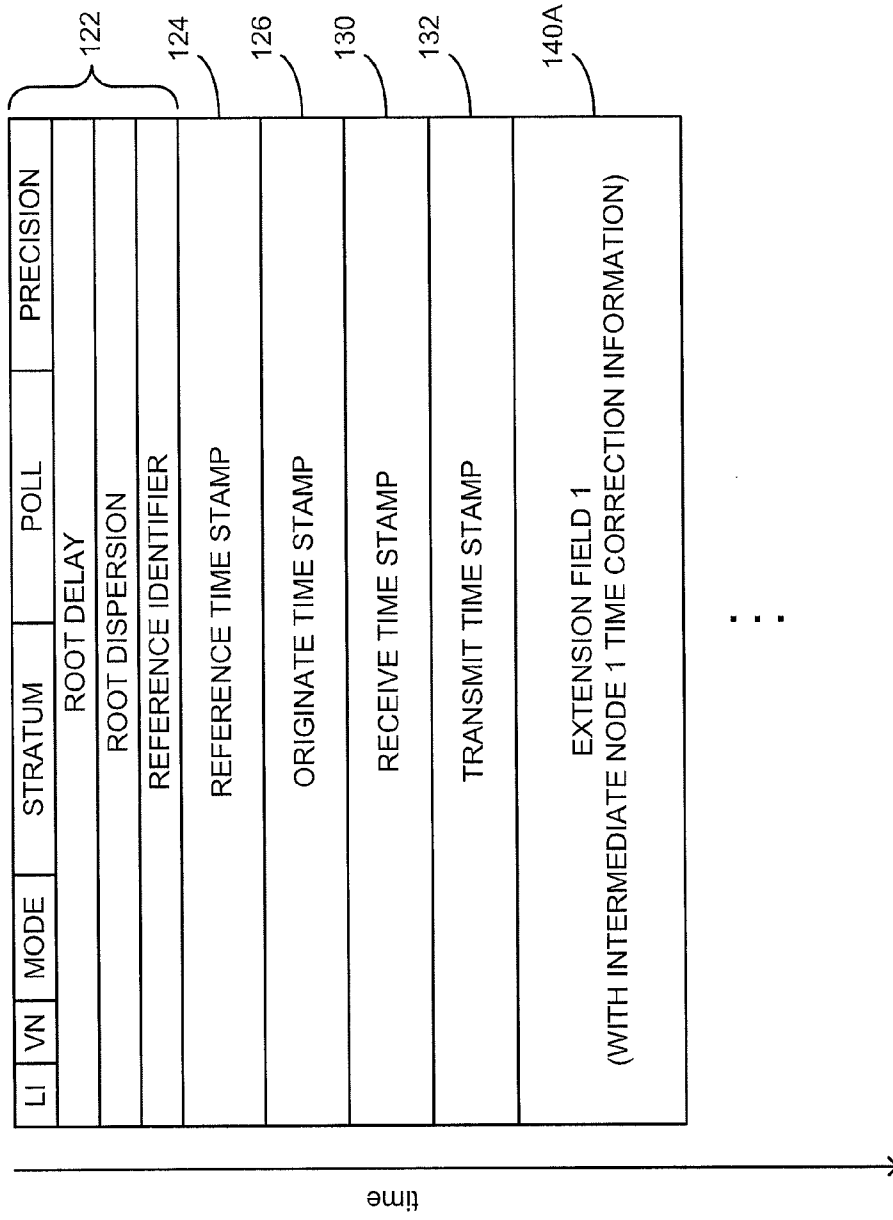 LI VN MODE STRATUM POLL PRECISION
ROOT DELAY
ROOT DISPERSION
REFERENCE IDENTIFIER
122
REFERENCE TIME STAMP
124
ORIGINATE TIME STAMP
126
RECEIVE TIME STAMP
130
TRANSMIT TIME STAMP
132
EXTENSION FIELD 1
(WITH INTERMEDIATE NODE 1 TIME CORRECTION INFORMATION)
140A
. . .
time